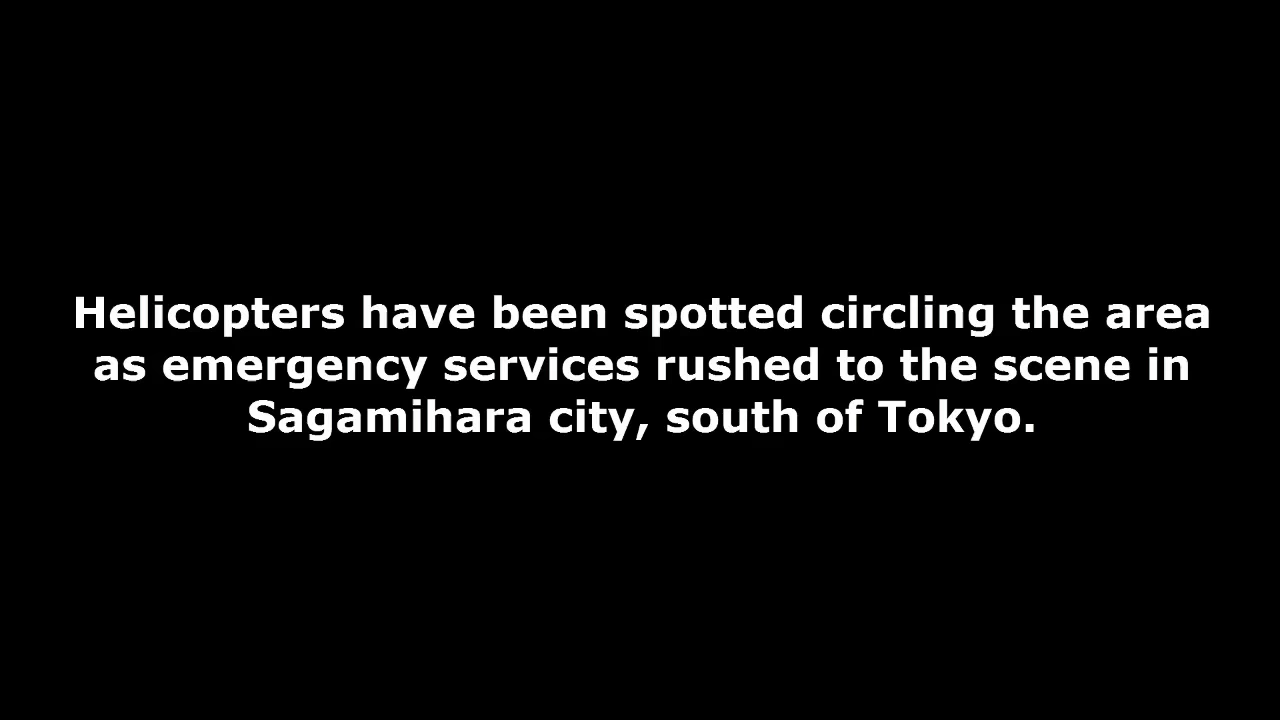 Helicopters have been spotted circling the area
as emergency services rushed to the scene in
Sagamihara city, south of Tokyo.